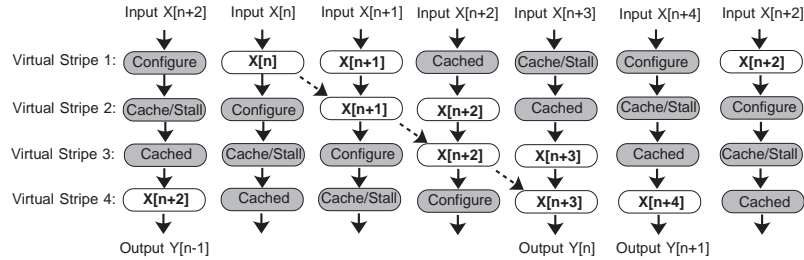 Input X[n+2] Input X[n] Input X[n+1] Input X[n+2] Input X[n+3] Input X[n+4] Input X[n+2]
Virtual Stripe 1: Configure X[n] X[n+1] Cached Cache/Stall Configure X[n+2]
Virtual Stripe 2: Cache/Stall Configure X[n+1] X[n+2] Cached Cache/Stall Configure
Virtual Stripe 3: Cached Cache/Stall Configure X[n+2] X[n+3] Cached Cache/Stall
Virtual Stripe 4: X[n+2] Cached Cache/Stall Configure X[n+3] X[n+4] Cached
Output Y[n-1] Output Y[n] Output Y[n+1]